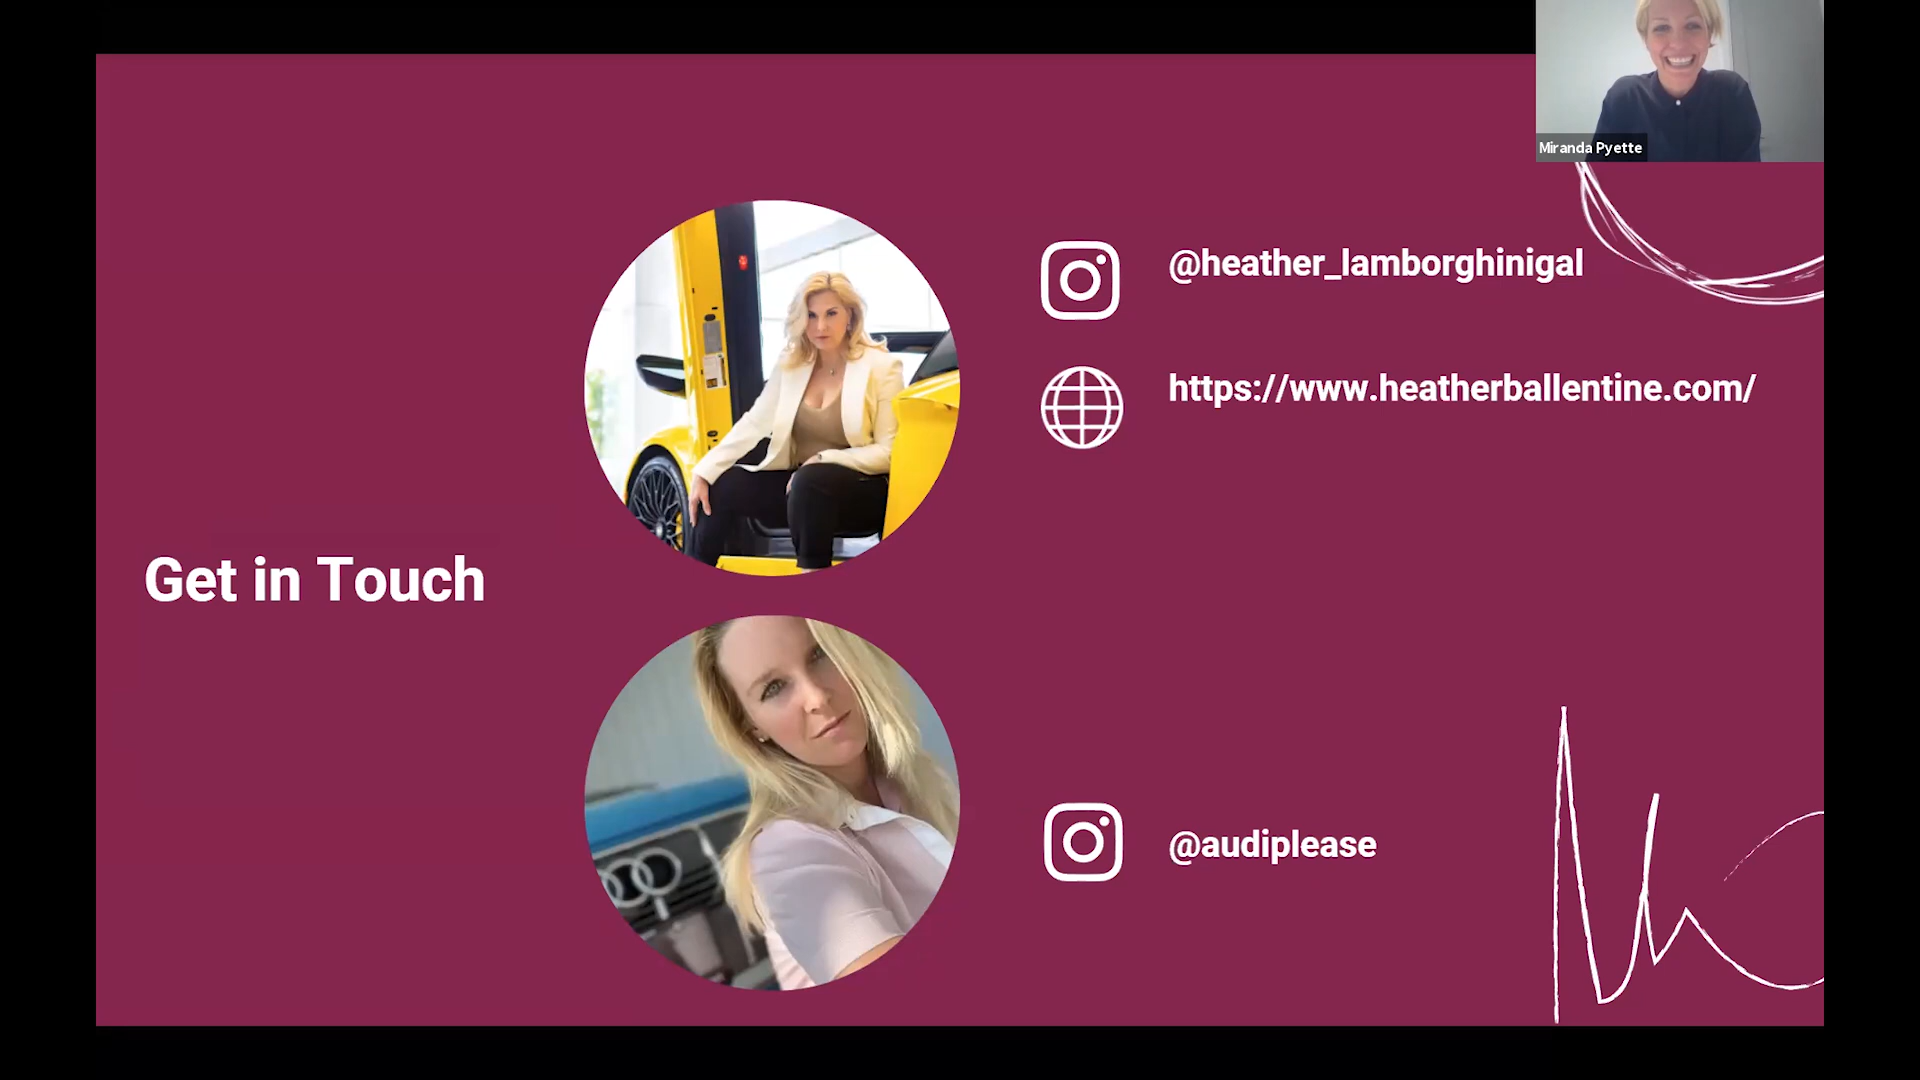 Miranda Pyette
@heather_lamborghinigal
https://www.heatherballentine.com/
Get in Touch
@audiplease